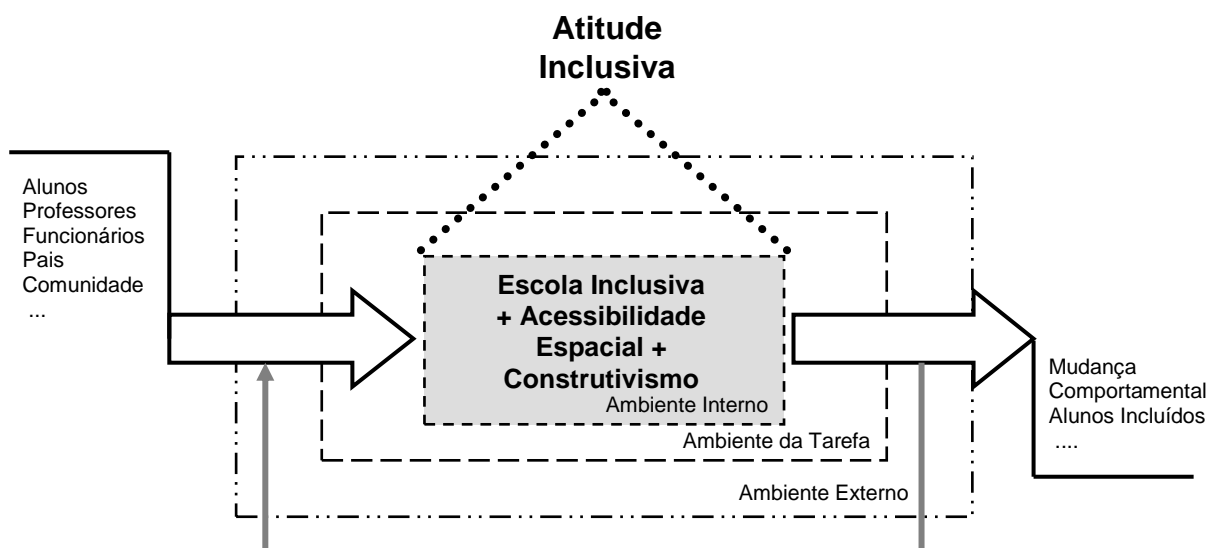 Atitude
Inclusiva
Alunos
Professores
Funcionários
Pais
Comunidade
...
Escola Inclusiva
+ Acessibilidade
Espacial +
Construtivismo
Ambiente Interno
Ambiente da Tarefa
Ambiente Externo
Mudança
Comportamental
Alunos Incluídos
....